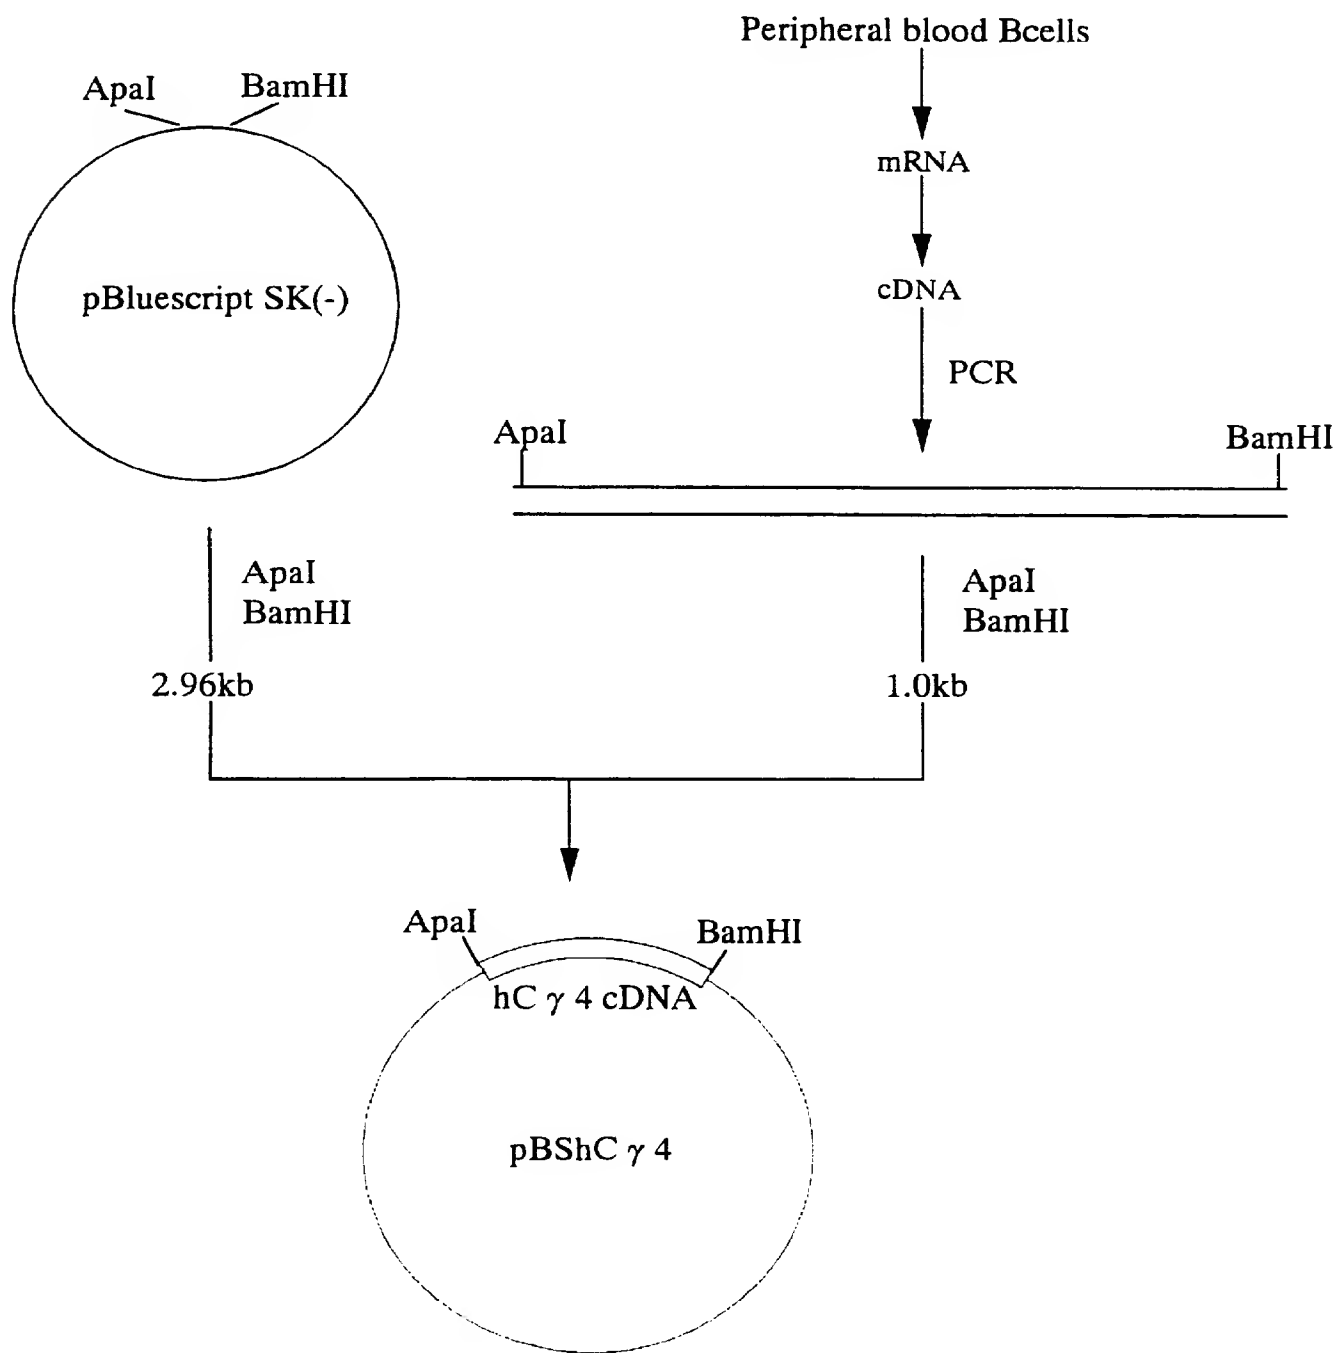 Peripheral blood Bcells
ApaI
BamHI
mRNA
pBluescript SK(-)
cDNA
PCR
ApaI
BamHI
ApaI
BamHI
ApaI
BamHI
2.96kb
1.0kb
ApaI
BamHI
hC γ 4 cDNA
pBShC γ 4